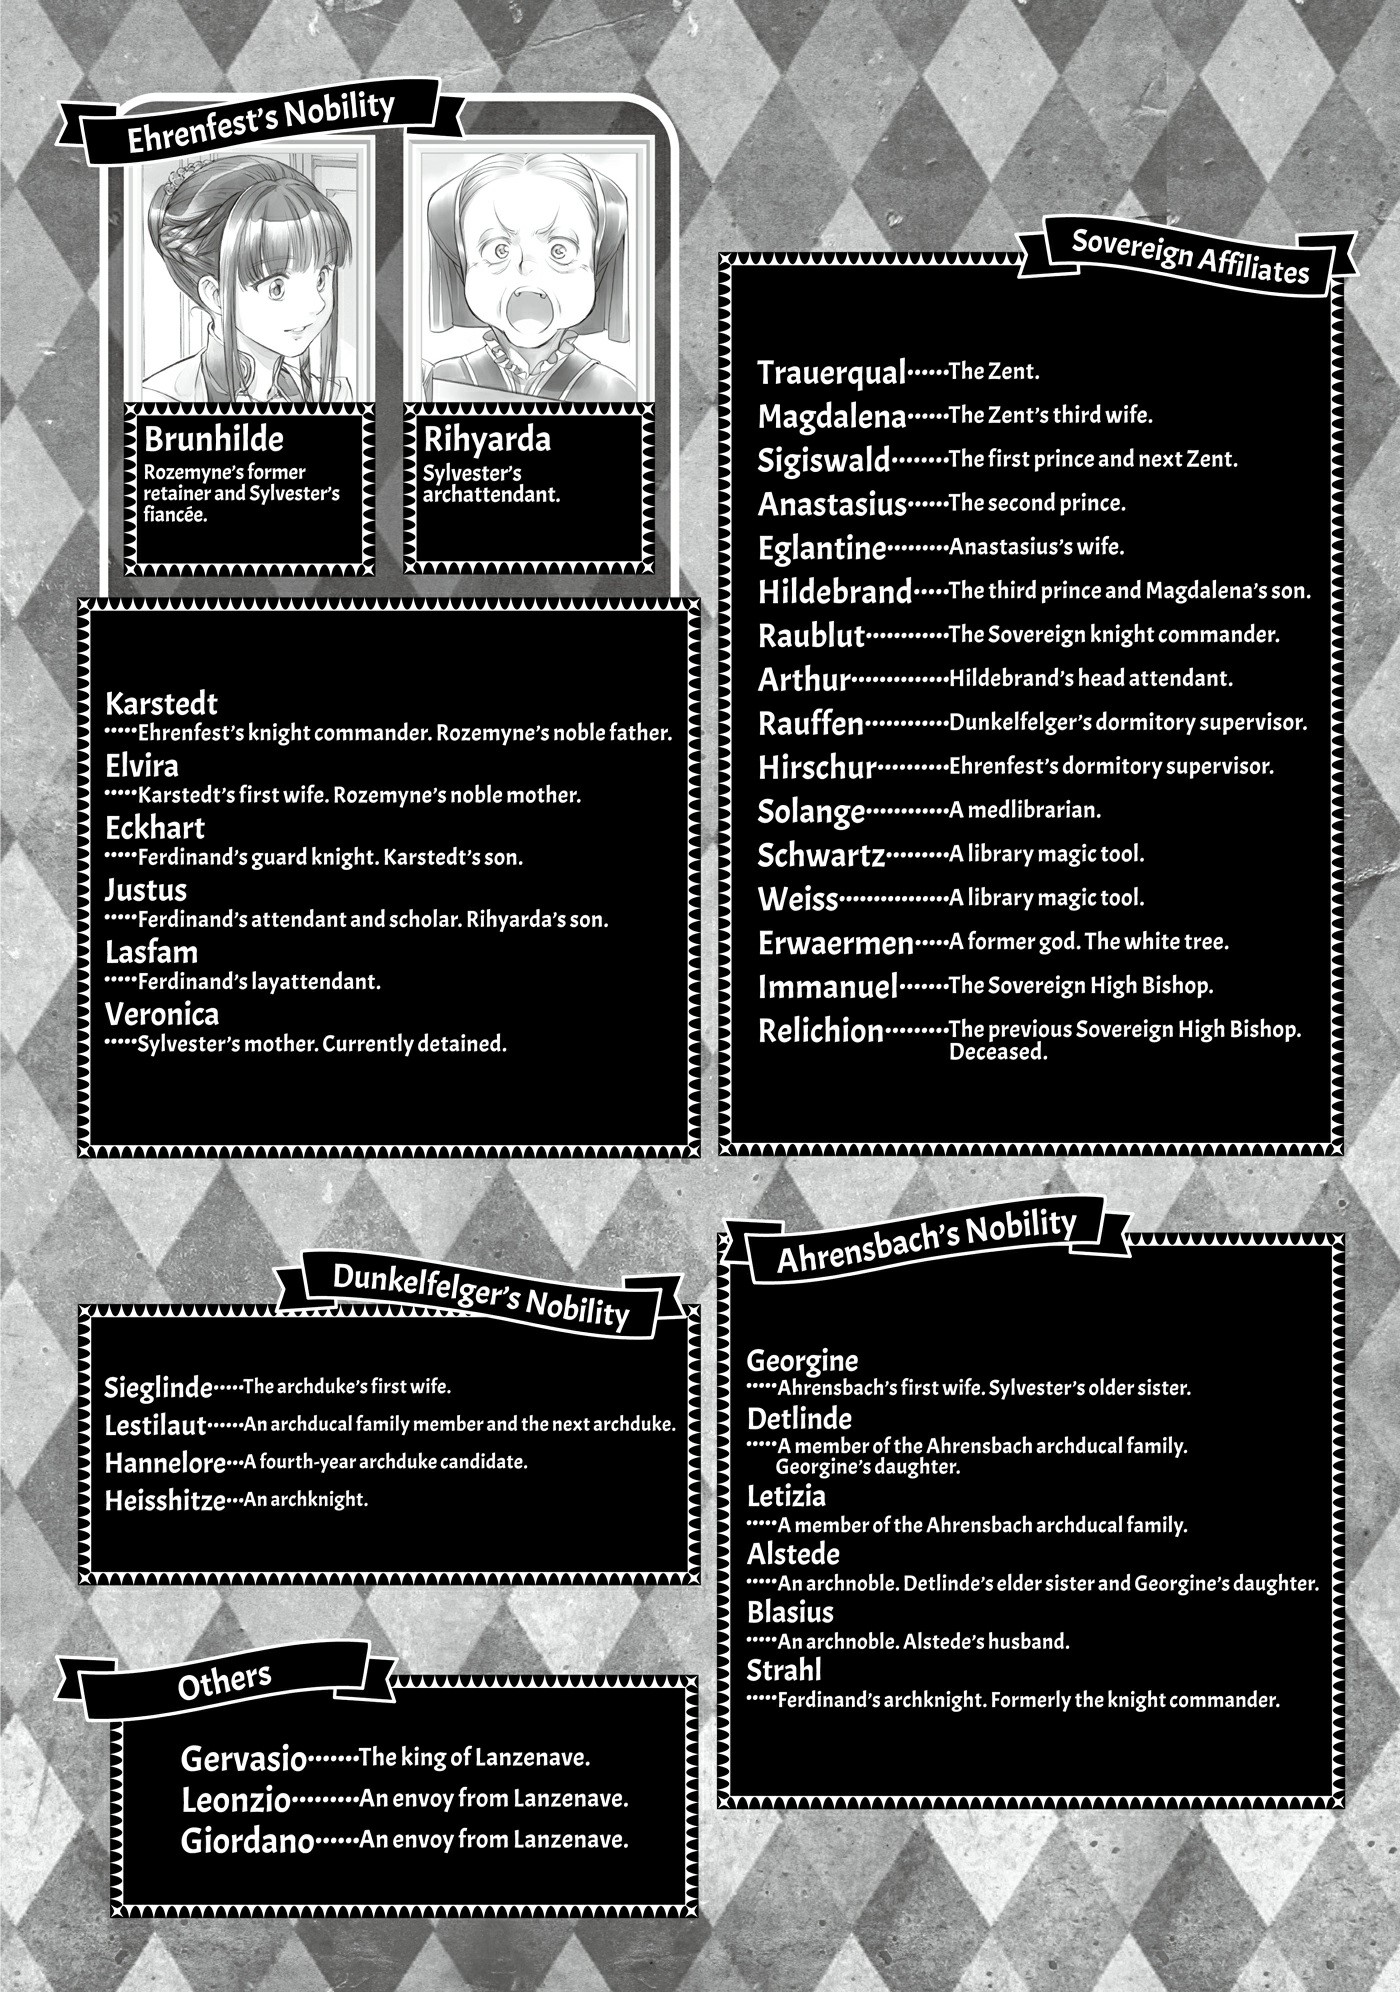 Ehrenfest's Nobility
Brunhilde
Rozemyne's former
retainer and Sylvester's
fiancée.
Rihyarda
Sylvester's
archattendant.
Karstedt
•••••Ehrenfest's knight commander. Rozemyne's noble father.
Elvira
•••••Karstedt's first wife. Rozemyne's noble mother.
Eckhart
•••••Ferdinand's guard knight. Karstedt's son.
Justus
•••••Ferdinand's attendant and scholar. Rihyarda's son.
Lasfam
•••••Ferdinand's layattendant.
Veronica
•••••Sylvester's mother. Currently detained.
Sovereign Affiliates
Trauerqual••••••The Zent.
Magdalena••••••The Zent's third wife.
Sigiswald••••••••The first prince and next Zent.
Anastasius••••••The second prince.
Eglantine•••••••••Anastasius's wife.
Hildebrand•••••The third prince and Magdalena's son.
Raublut••••••••••••The Sovereign knight commander.
Arthur••••••••••••••Hildebrand's head attendant.
Rauffen••••••••••••Dunkelfelger's dormitory supervisor.
Hirschur••••••••••Ehrenfest's dormitory supervisor.
Solange••••••••••••A medlibrarian.
Schwartz•••••••••A library magic tool.
Weiss••••••••••••••••A library magic tool.
Erwaermen•••••A former god. The white tree.
Immanuel•••••••The Sovereign High Bishop.
Relichion•••••••••The previous Sovereign High Bishop.
Deceased.
Dunkelfelger's Nobility
Sieglinde•••••The archduke's first wife.
Lestilaut••••••An archducal family member and the next archduke.
Hannelore•••A fourth-year archduke candidate.
Heisshitze•••An archknight.
Others
Gervasio•••••••The king of Lanzenave.
Leonzio•••••••••An envoy from Lanzenave.
Giordano••••••An envoy from Lanzenave.
Ahrensbach's Nobility
Georgine
•••••Ahrensbach's first wife. Sylvester's older sister.
Detlinde
•••••A member of the Ahrensbach archducal family.
Georgine's daughter.
Letizia
•••••A member of the Ahrensbach archducal family.
Alstede
•••••An archnoble. Detlinde's elder sister and Georgine's daughter.
Blasius
•••••An archnoble. Alstede's husband.
Strahl
•••••Ferdinand's archknight. Formerly the knight commander.